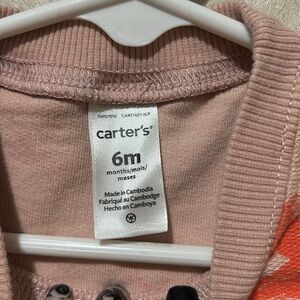 carter's
6m
months/mois/
meses
Made in Cambodia
Fabriqué au Cambodge
Hecho en Camboya